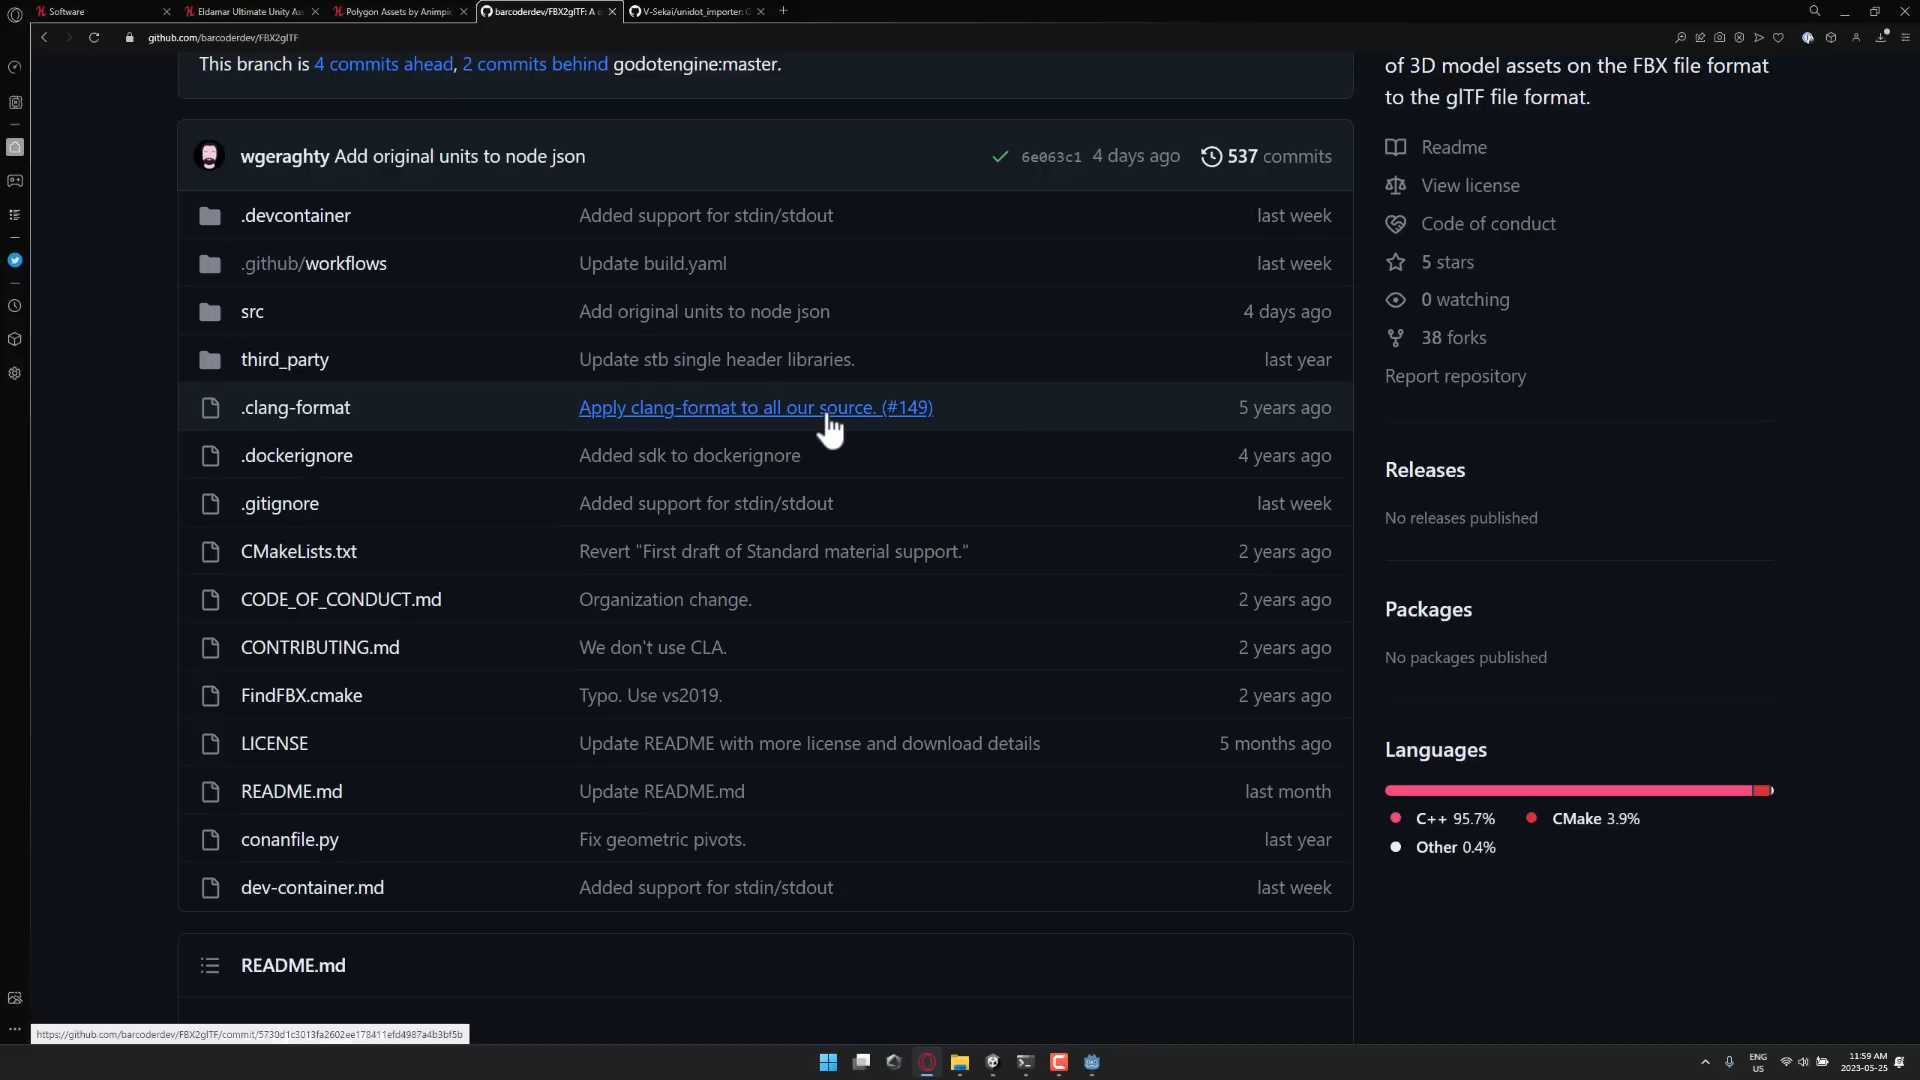 Software
Eldamar Ultimate Unity Ass
Polygon Assets by Animpic
barcoderdev/FBX2glTF: A c
V-Sekai/unidot_importer: G
github.com/barcoderdev/FBX2glTF
This branch is 4 commits ahead, 2 commits behind godotengine:master.
of 3D model assets on the FBX file format
to the glTF file format.
wgeraghty Add original units to node json 6e063c1 4 days ago 537 commits
Readme
View license
Code of conduct
5 stars
0 watching
38 forks
Report repository
.devcontainer Added support for stdin/stdout last week
.github/workflows Update build.yaml last week
src Add original units to node json 4 days ago
third_party Update stb single header libraries. last year
.clang-format Apply clang-format to all our source. (#149) 5 years ago
.dockerignore Added sdk to dockerignore 4 years ago
.gitignore Added support for stdin/stdout last week
CMakeLists.txt Revert "First draft of Standard material support." 2 years ago
CODE_OF_CONDUCT.md Organization change. 2 years ago
CONTRIBUTING.md We don't use CLA. 2 years ago
FindFBX.cmake Typo. Use vs2019. 2 years ago
LICENSE Update README with more license and download details 5 months ago
README.md Update README.md last month
conanfile.py Fix geometric pivots. last year
dev-container.md Added support for stdin/stdout last week
Releases
No releases published
Packages
No packages published
Languages
C++ 95.7% CMake 3.9%
Other 0.4%
README.md
https://github.com/barcoderdev/FBX2glTF/commit/5730d1c3013fa2602ee178411efd4987a4b3bf5b
ENG
US
11:59 AM
2023-05-25